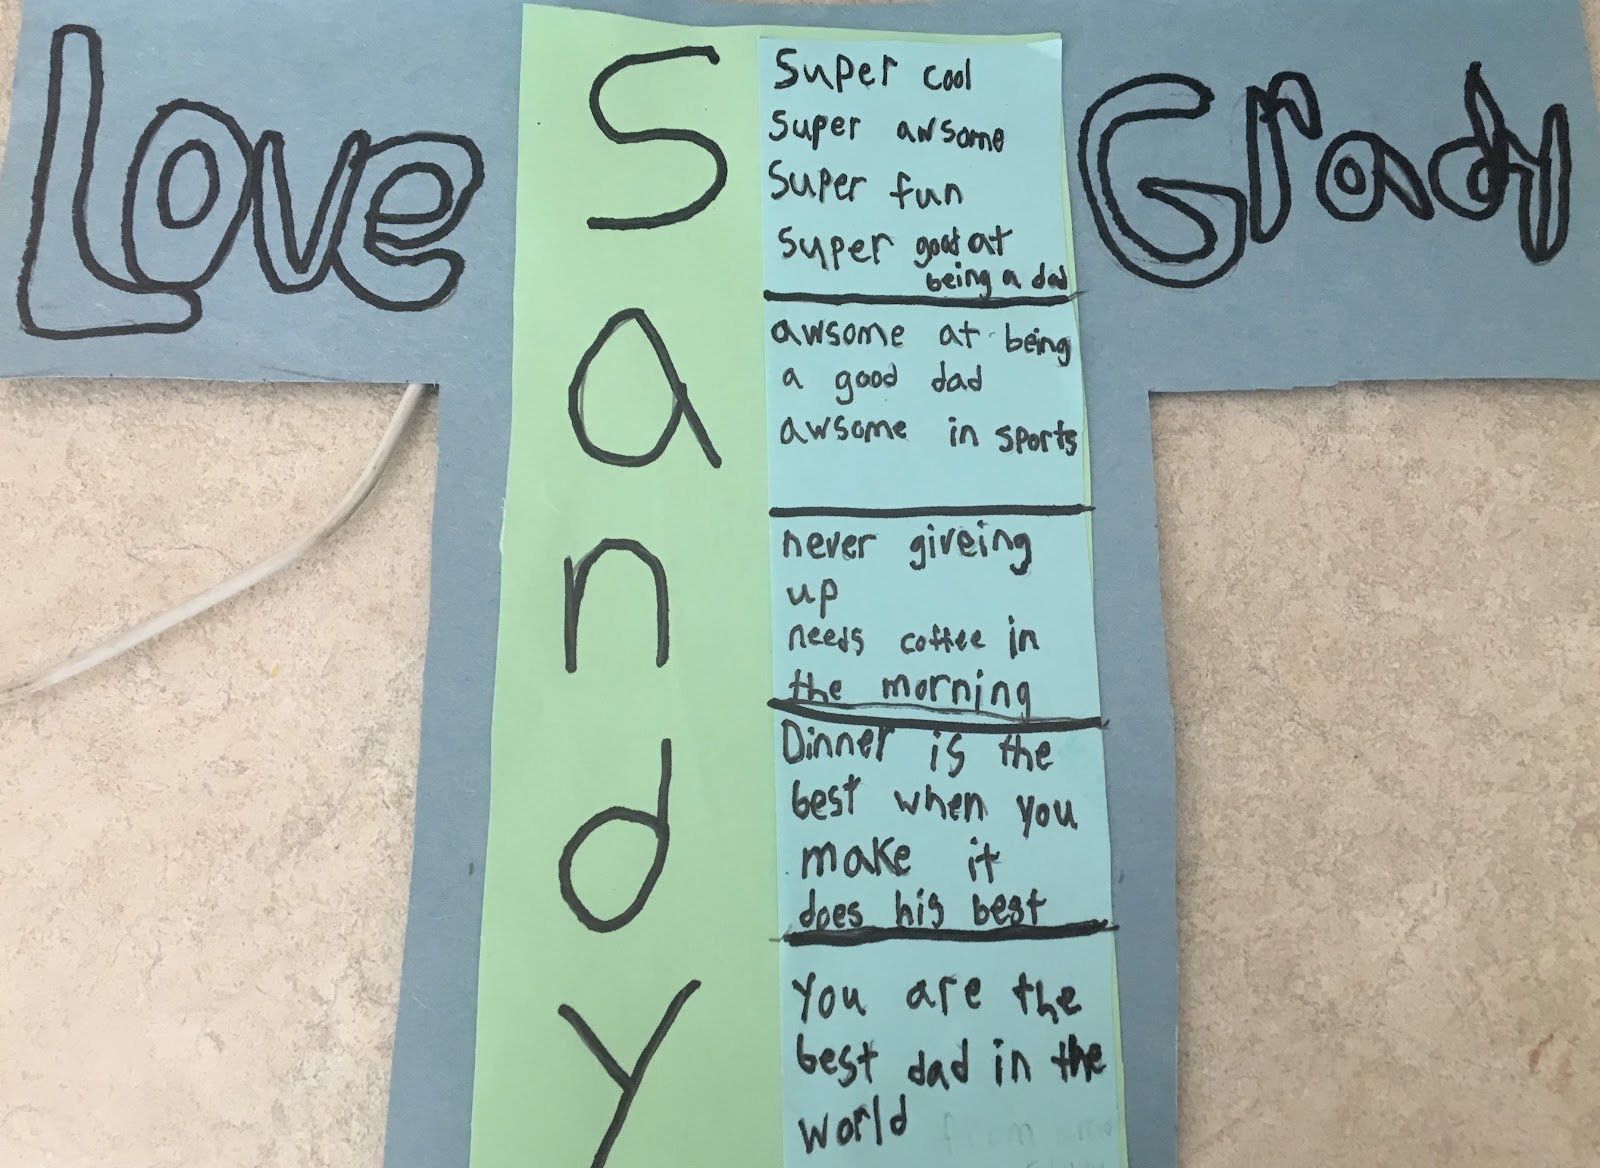 Love
Grady
S
a
n
d
y
Super cool
Super awsome
Super fun
Super good at
being a dad
awsome at being
a good dad
awsome in sports
never giveing
up
needs coffee in
the morning
Dinner is the
best when you
make it
does his best
You are the
best dad in the
world
from